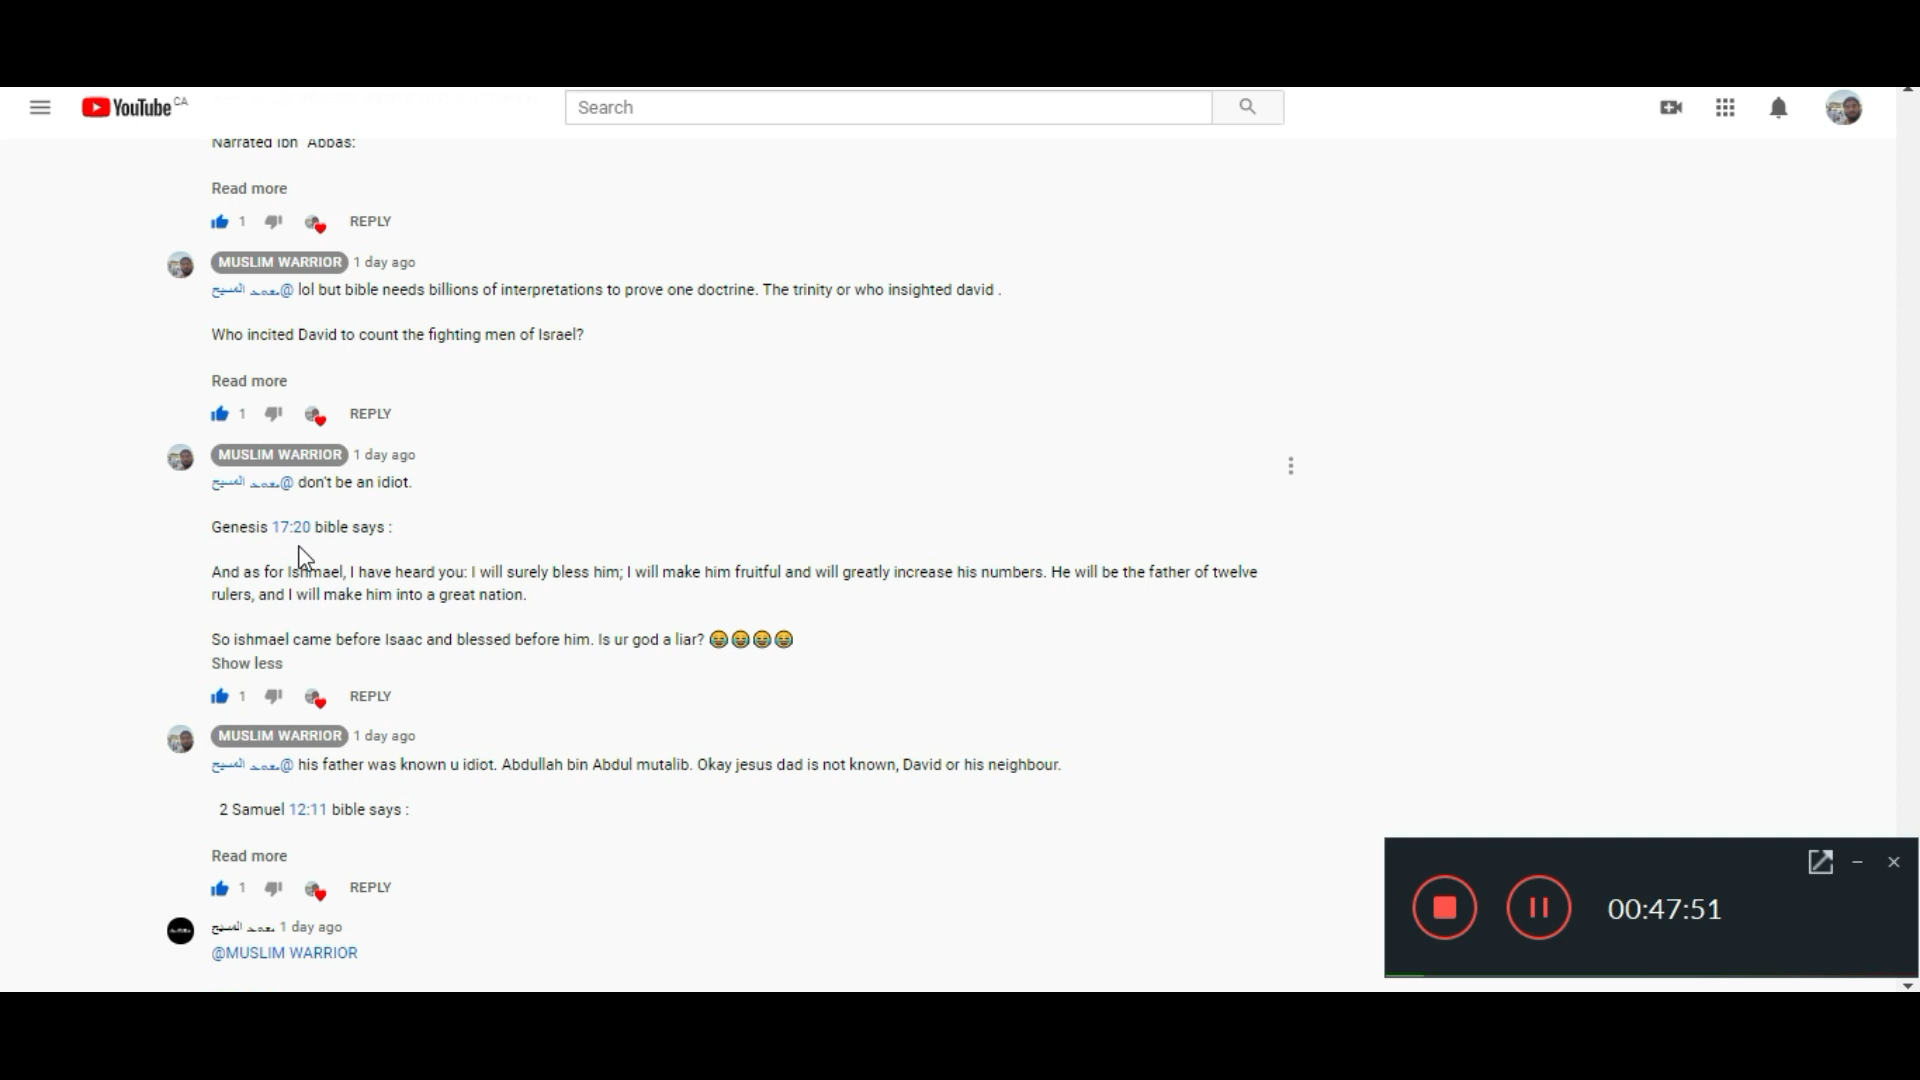 YouTube CA
Search
Narrated Ibn 'Abbas:
Read more
1 REPLY
MUSLIM WARRIOR 1 day ago
@محمد المسيح lol but bible needs billions of interpretations to prove one doctrine. The trinity or who insighted david .
Who incited David to count the fighting men of Israel?
Read more
1 REPLY
MUSLIM WARRIOR 1 day ago
@محمد المسيح don't be an idiot.
Genesis 17:20 bible says :
And as for Ishmael, I have heard you: I will surely bless him; I will make him fruitful and will greatly increase his numbers. He will be the father of twelve
rulers, and I will make him into a great nation.
So ishmael came before Isaac and blessed before him. Is ur god a liar? 😂😂😂😂
Show less
1 REPLY
MUSLIM WARRIOR 1 day ago
@محمد المسيح his father was known u idiot. Abdullah bin Abdul mutalib. Okay jesus dad is not known, David or his neighbour.
2 Samuel 12:11 bible says :
Read more
1 REPLY
محمد المسيح 1 day ago
@MUSLIM WARRIOR
00:47:51